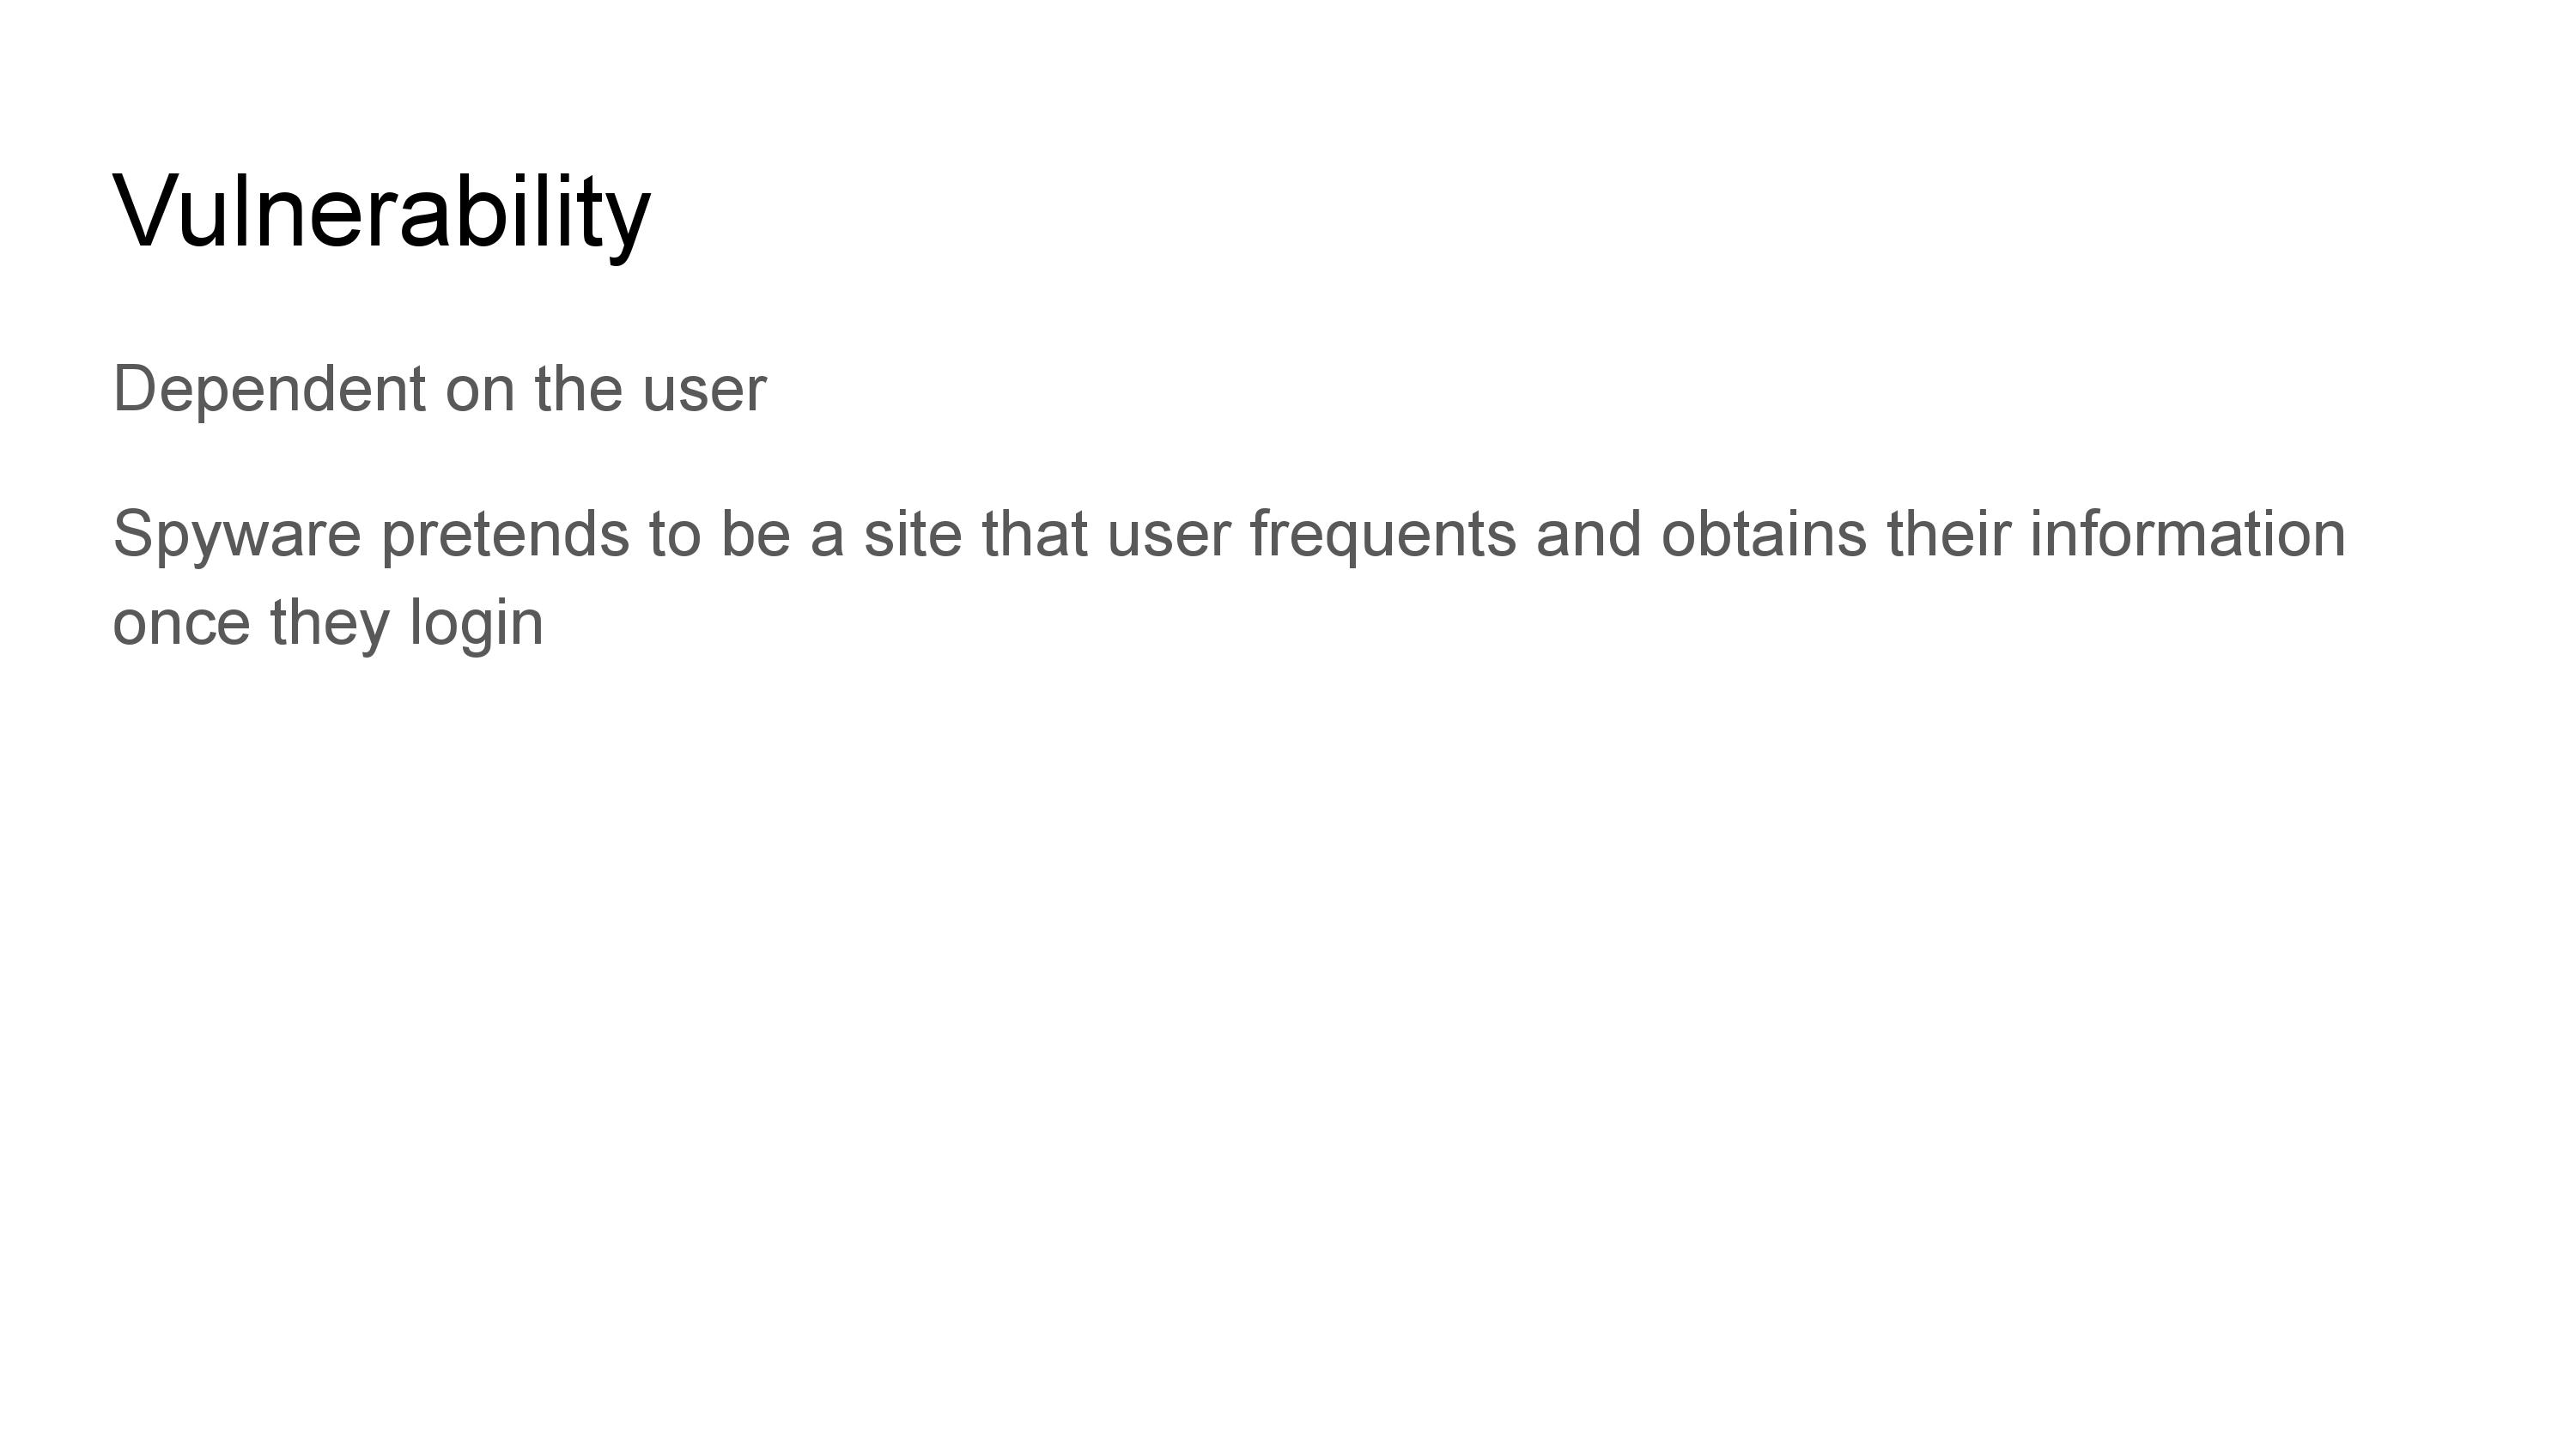 Vulnerability
Dependent on the user
Spyware pretends to be a site that user frequents and obtains their information
once they login